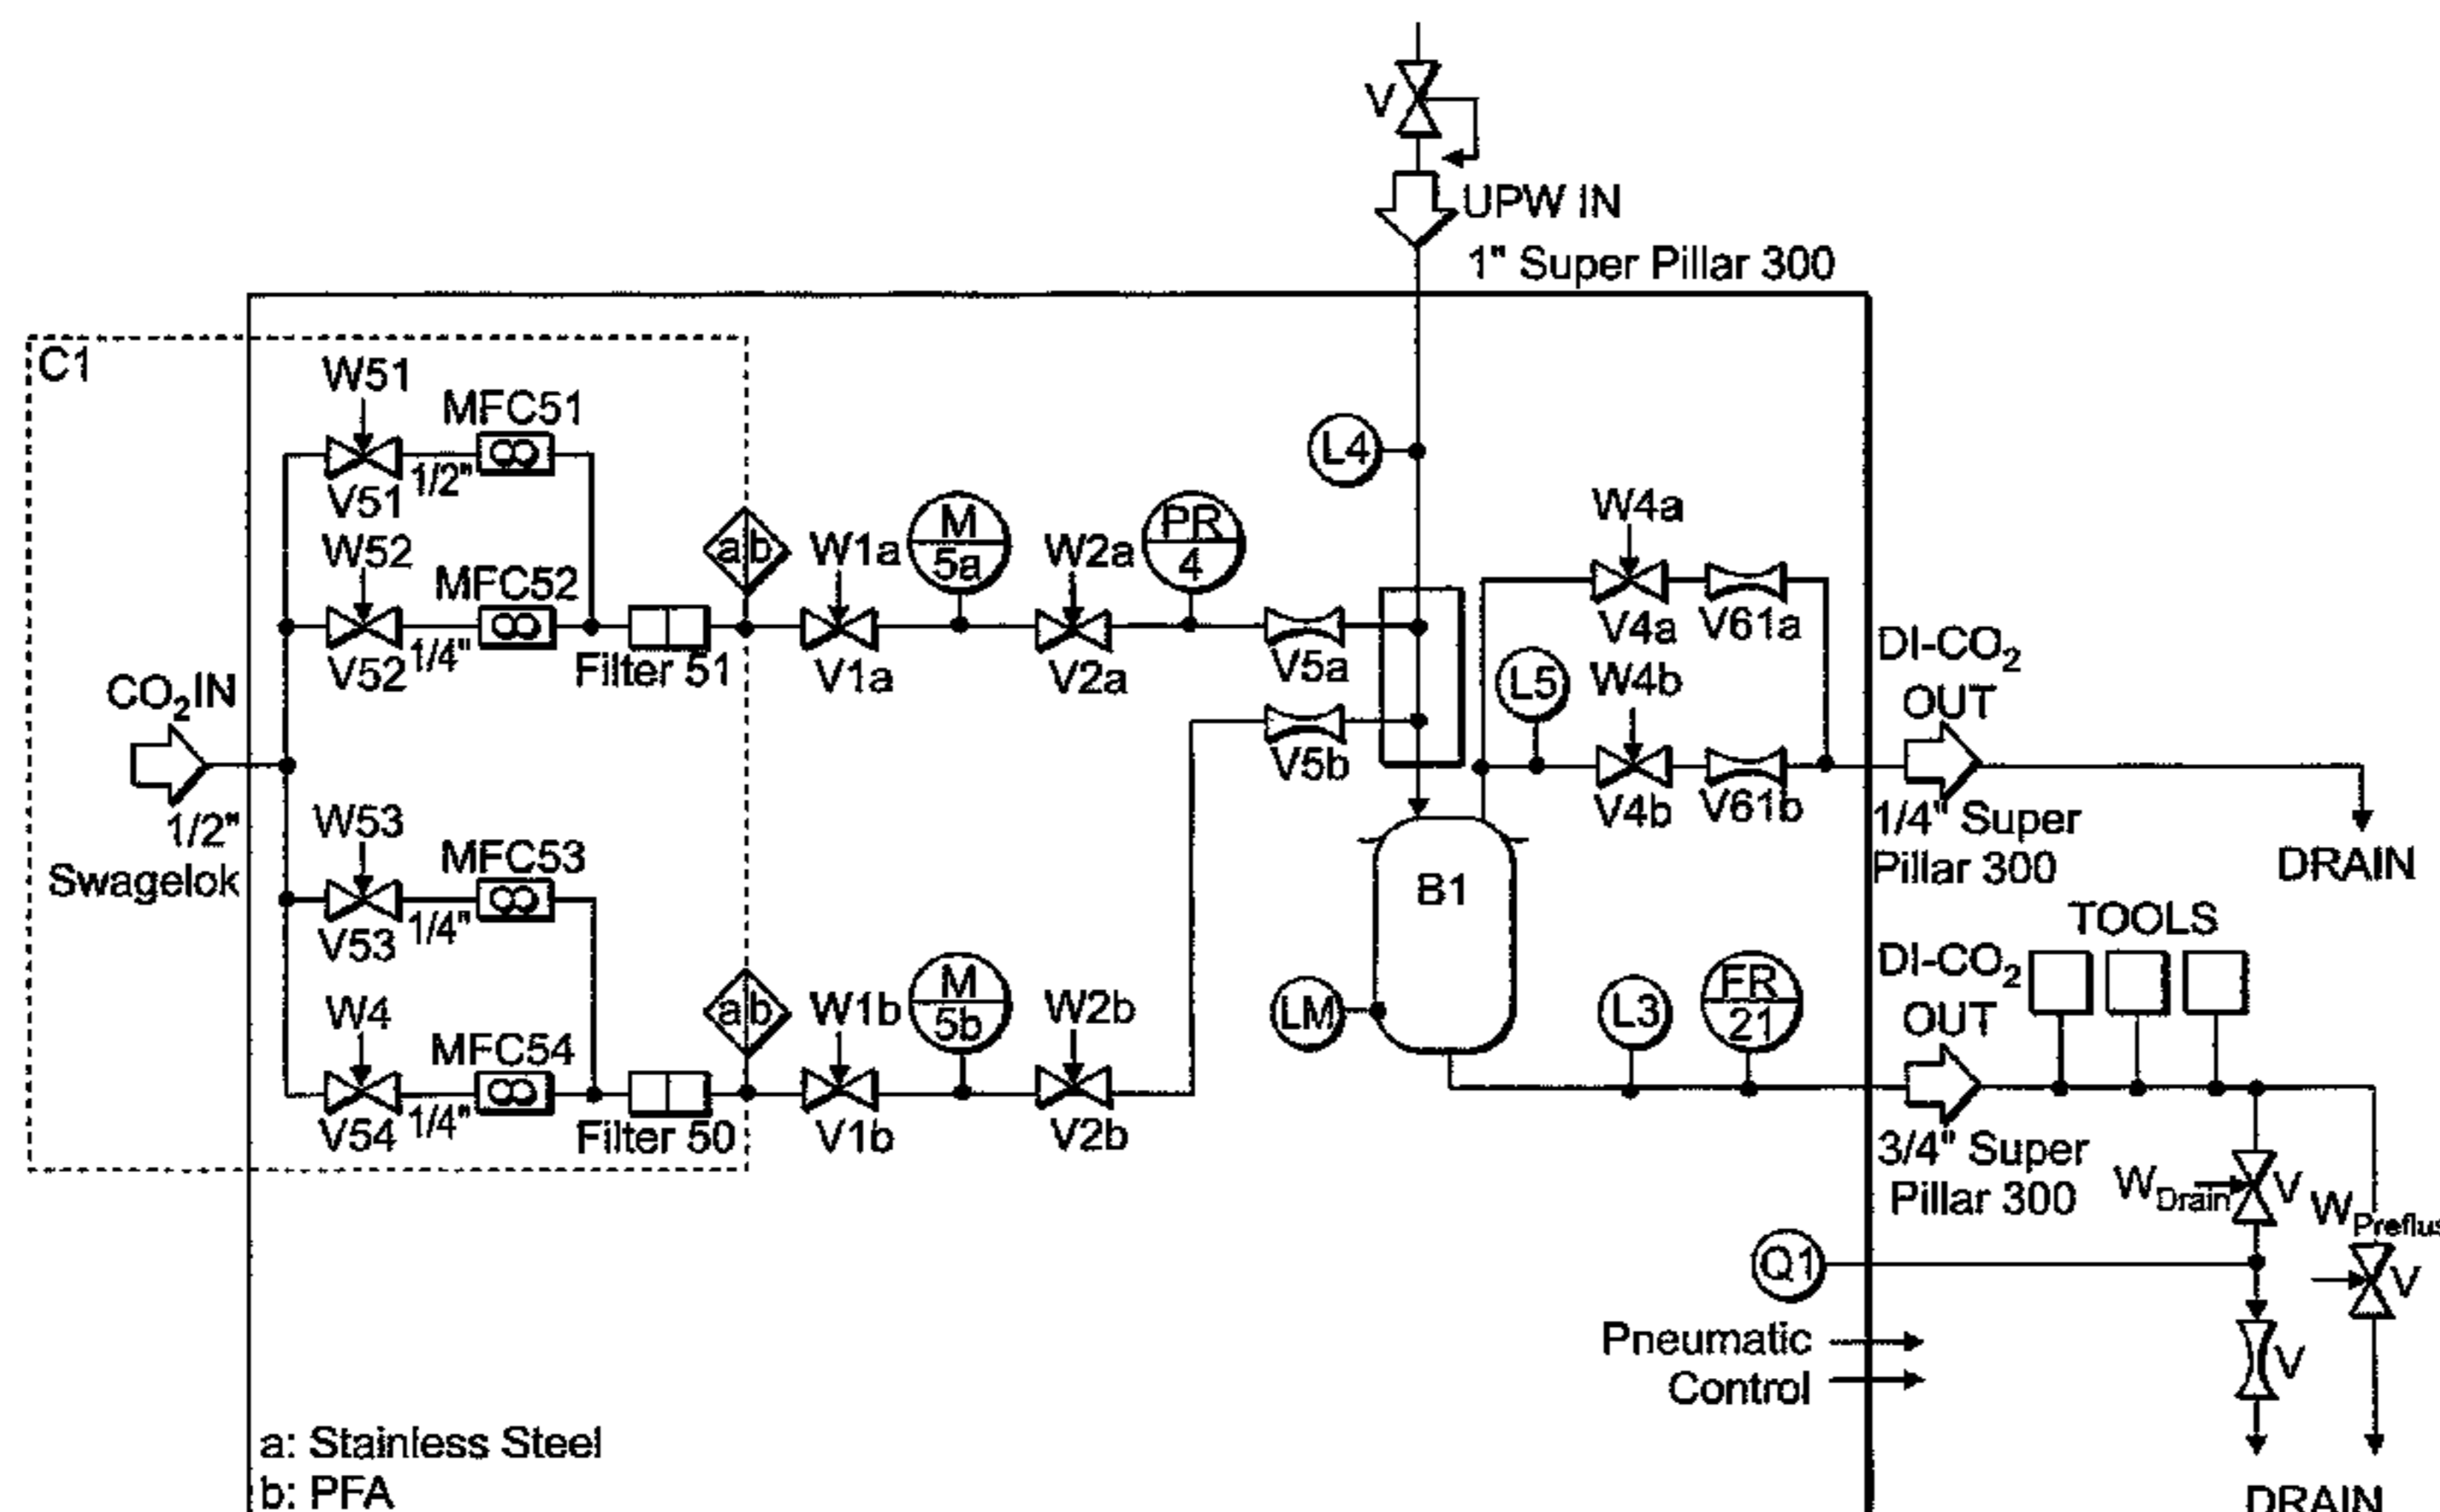 V
UPW IN
1" Super Pillar 300
C1
W51
MFC51
V51
1/2"
W52
MFC52
V52
1/4"
Filter 51
a b
W1a
V1a
M
5a
W2a
V2a
PR
4
V5a
V5b
L4
L5
W4a
V4a
V61a
W4b
V4b
V61b
DI-CO2
OUT
1/4" Super
Pillar 300
DRAIN
CO2IN
1/2"
Swagelok
W53
MFC53
V53
1/4"
W4
MFC54
V54
1/4"
Filter 50
a b
W1b
V1b
M
5b
W2b
V2b
B1
LM
L3
FR
21
DI-CO2
OUT
3/4" Super
Pillar 300
TOOLS
WDrain
V
WPreflus
V
Q1
V
Pneumatic
Control
DRAIN
a: Stainless Steel
b: PFA